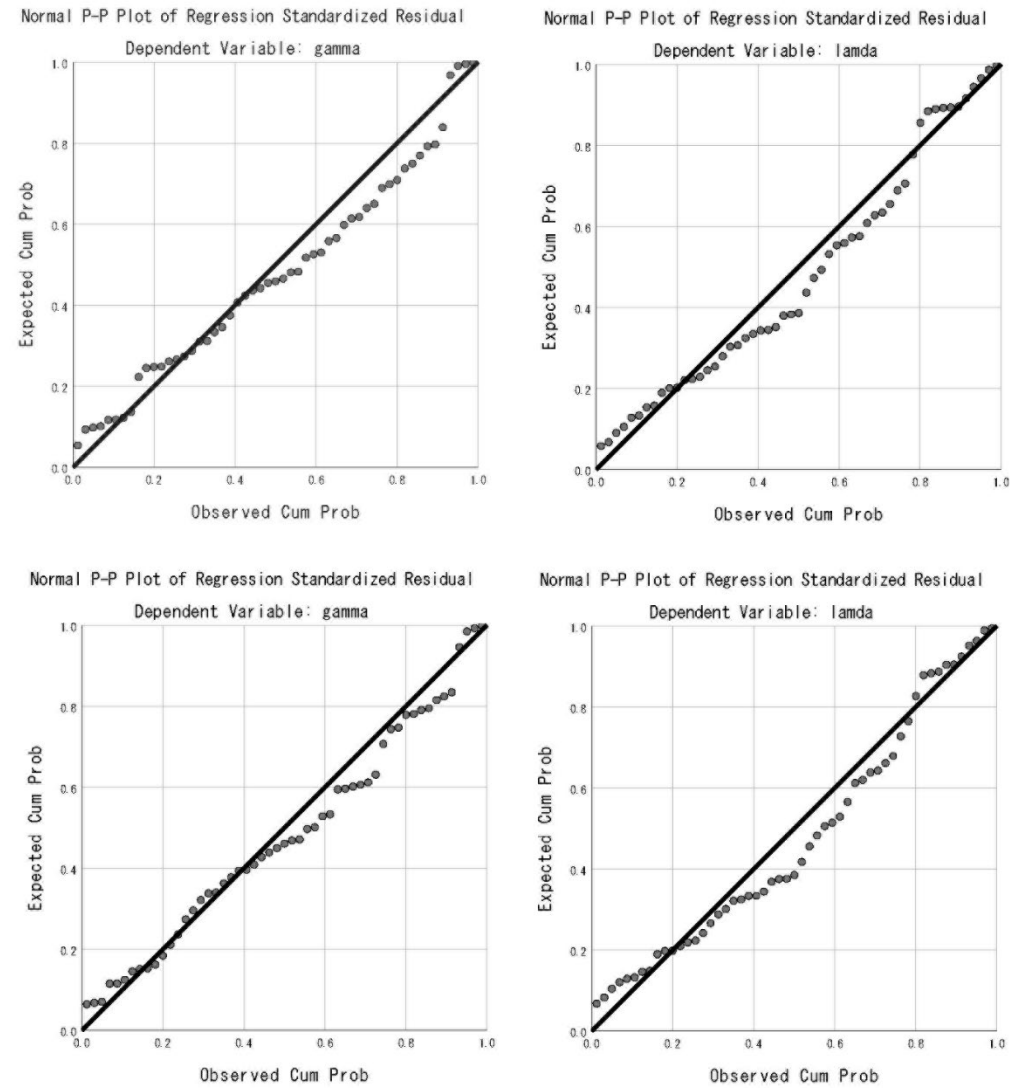 Normal P-P Plot of Regression Standardized Residual
Dependent Variable: gamma
1.0
0.8
0.6
0.4
0.2
0.0
Expected Cum Prob
0.0 0.2 0.4 0.6 0.8 1.0
Observed Cum Prob
Normal P-P Plot of Regression Standardized Residual
Dependent Variable: lamda
1.0
0.8
0.6
0.4
0.2
0.0
Expected Cum Prob
0.0 0.2 0.4 0.6 0.8 1.0
Observed Cum Prob
Normal P-P Plot of Regression Standardized Residual
Dependent Variable: gamma
1.0
0.8
0.6
0.4
0.2
0.0
Expected Cum Prob
0.0 0.2 0.4 0.6 0.8 1.0
Observed Cum Prob
Normal P-P Plot of Regression Standardized Residual
Dependent Variable: lamda
1.0
0.8
0.6
0.4
0.2
0.0
Expected Cum Prob
0.0 0.2 0.4 0.6 0.8 1.0
Observed Cum Prob